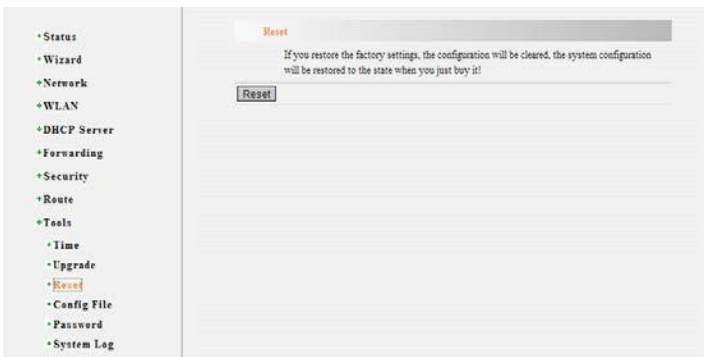 Status
Wizard
Network
WLAN
DHCP Server
Forwarding
Security
Route
Tools
Time
Upgrade
Reset
Config File
Password
System Log
Reset
If you restore the factory settings, the configuration will be cleared, the system configuration
will be restored to the state when you just buy it!
Reset